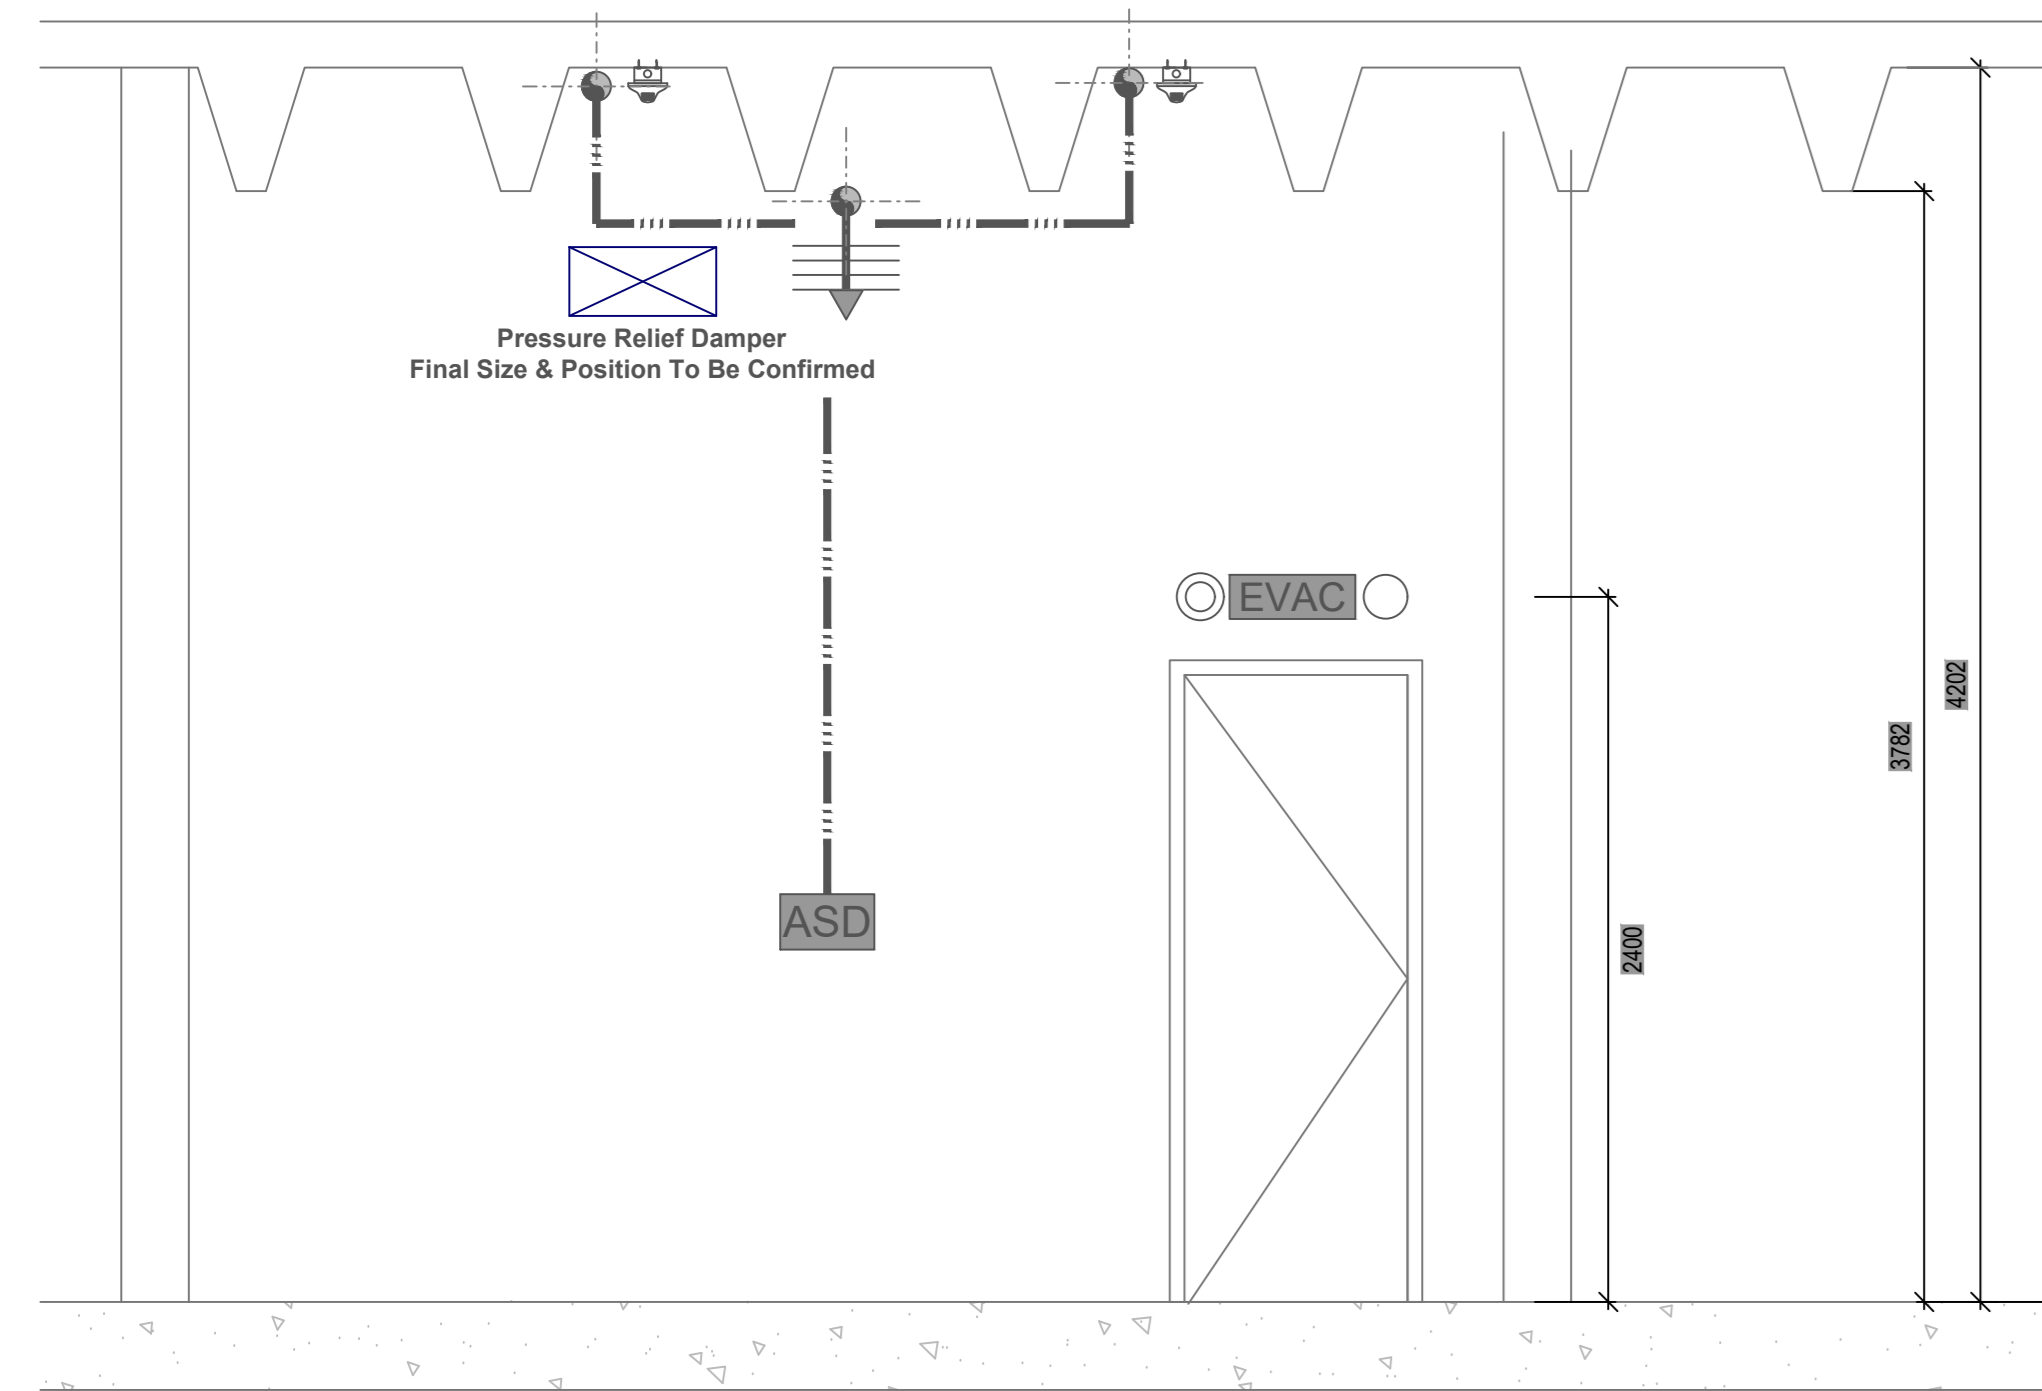 Pressure Relief Damper
Final Size & Position To Be Confirmed
EVAC
4202
3782
ASD
2400